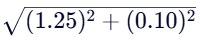 √(1.25)² + (0.10)²